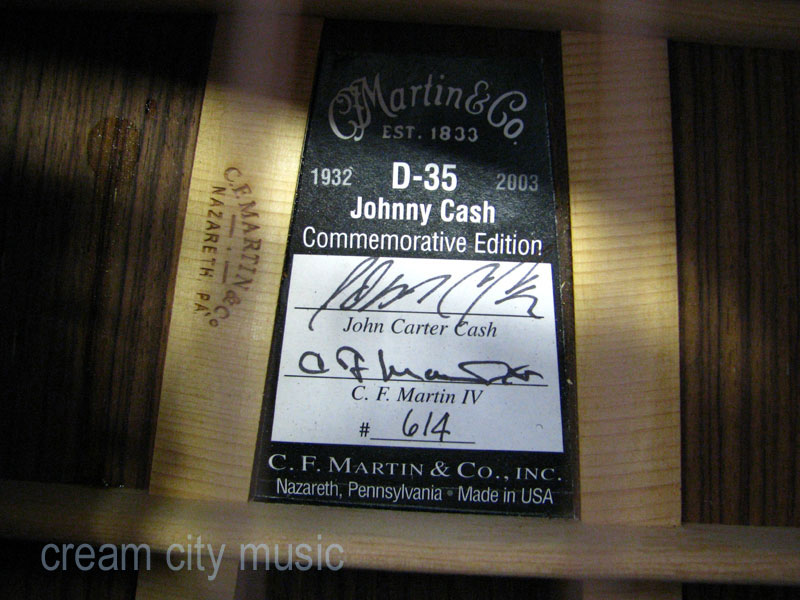 CF Martin & Co.
EST. 1833
1932 D-35 2003
Johnny Cash
Commemorative Edition
John Carter Cash
C. F. Martin IV
# 614
C. F. MARTIN & CO., INC.
Nazareth, Pennsylvania • Made in USA
C. F. MARTIN & Co
NAZARETH, PA
cream city music